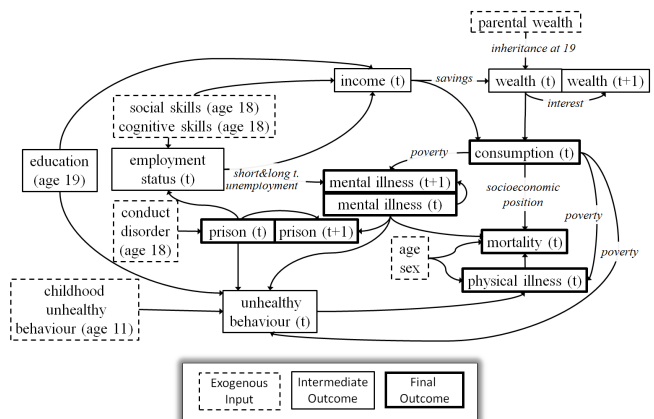 parental wealth
inheritance at 19
income (t)
savings
wealth (t)
wealth (t+1)
interest
social skills (age 18)
cognitive skills (age 18)
education
(age 19)
employment
status (t)
short&long t.
unemployment
poverty
consumption (t)
mental illness (t+1)
mental illness (t)
socioeconomic
position
conduct
disorder
(age 18)
prison (t)
prison (t+1)
age
sex
mortality (t)
poverty
poverty
physical illness (t)
childhood
unhealthy
behaviour (age 11)
unhealthy
behaviour (t)
Exogenous
Input
Intermediate
Outcome
Final
Outcome